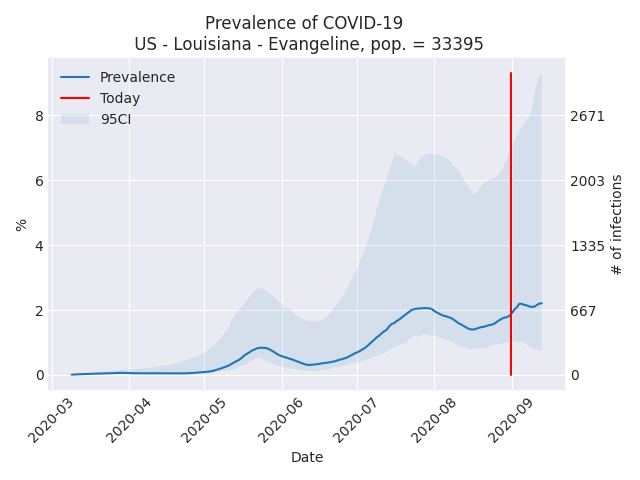 Prevalence of COVID-19
US - Louisiana - Evangeline, pop. = 33395
Prevalence
Today
95CI
8
6
4
2
0
%
2671
2003
1335
667
0
# of infections
2020-03
2020-04
2020-05
2020-06
2020-07
2020-08
2020-09
Date